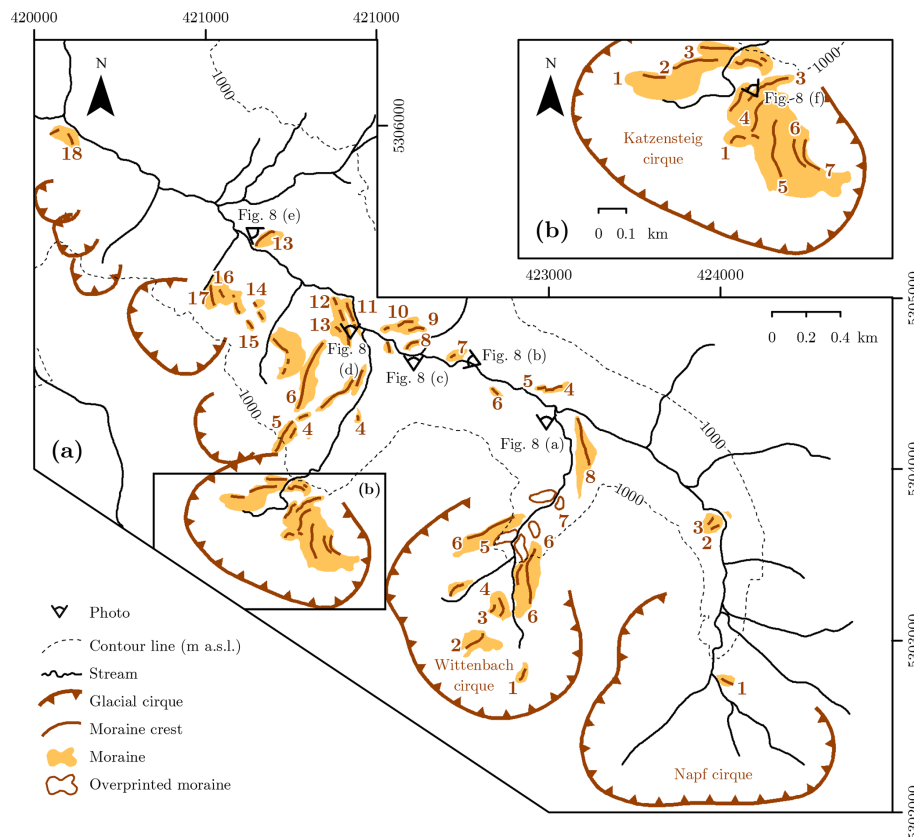 420000
421000
421000
N
1000
5306000
18
Fig. 8 (e)
13
16
14
17
15
12
11
10
9
13
8
Fig. 8
(d)
7
Fig. 8 (b)
Fig. 8 (c)
6
6
5
4
5
4
4
Fig. 8 (a)
1000
(a)
8
1000
1000
(b)
7
6
5
6
3
2
4
3
6
2
Wittenbach
cirque
1
1
Napf cirque
N
3
1000
2
1
3
Fig. 8 (f)
4
6
Katzensteig
cirque
1
7
5
(b)
0 0.1 km
423000
424000
5305000
0 0.2 0.4 km
5304000
5303000
5302000
Photo
Contour line (m a.s.l.)
Stream
Glacial cirque
Moraine crest
Moraine
Overprinted moraine